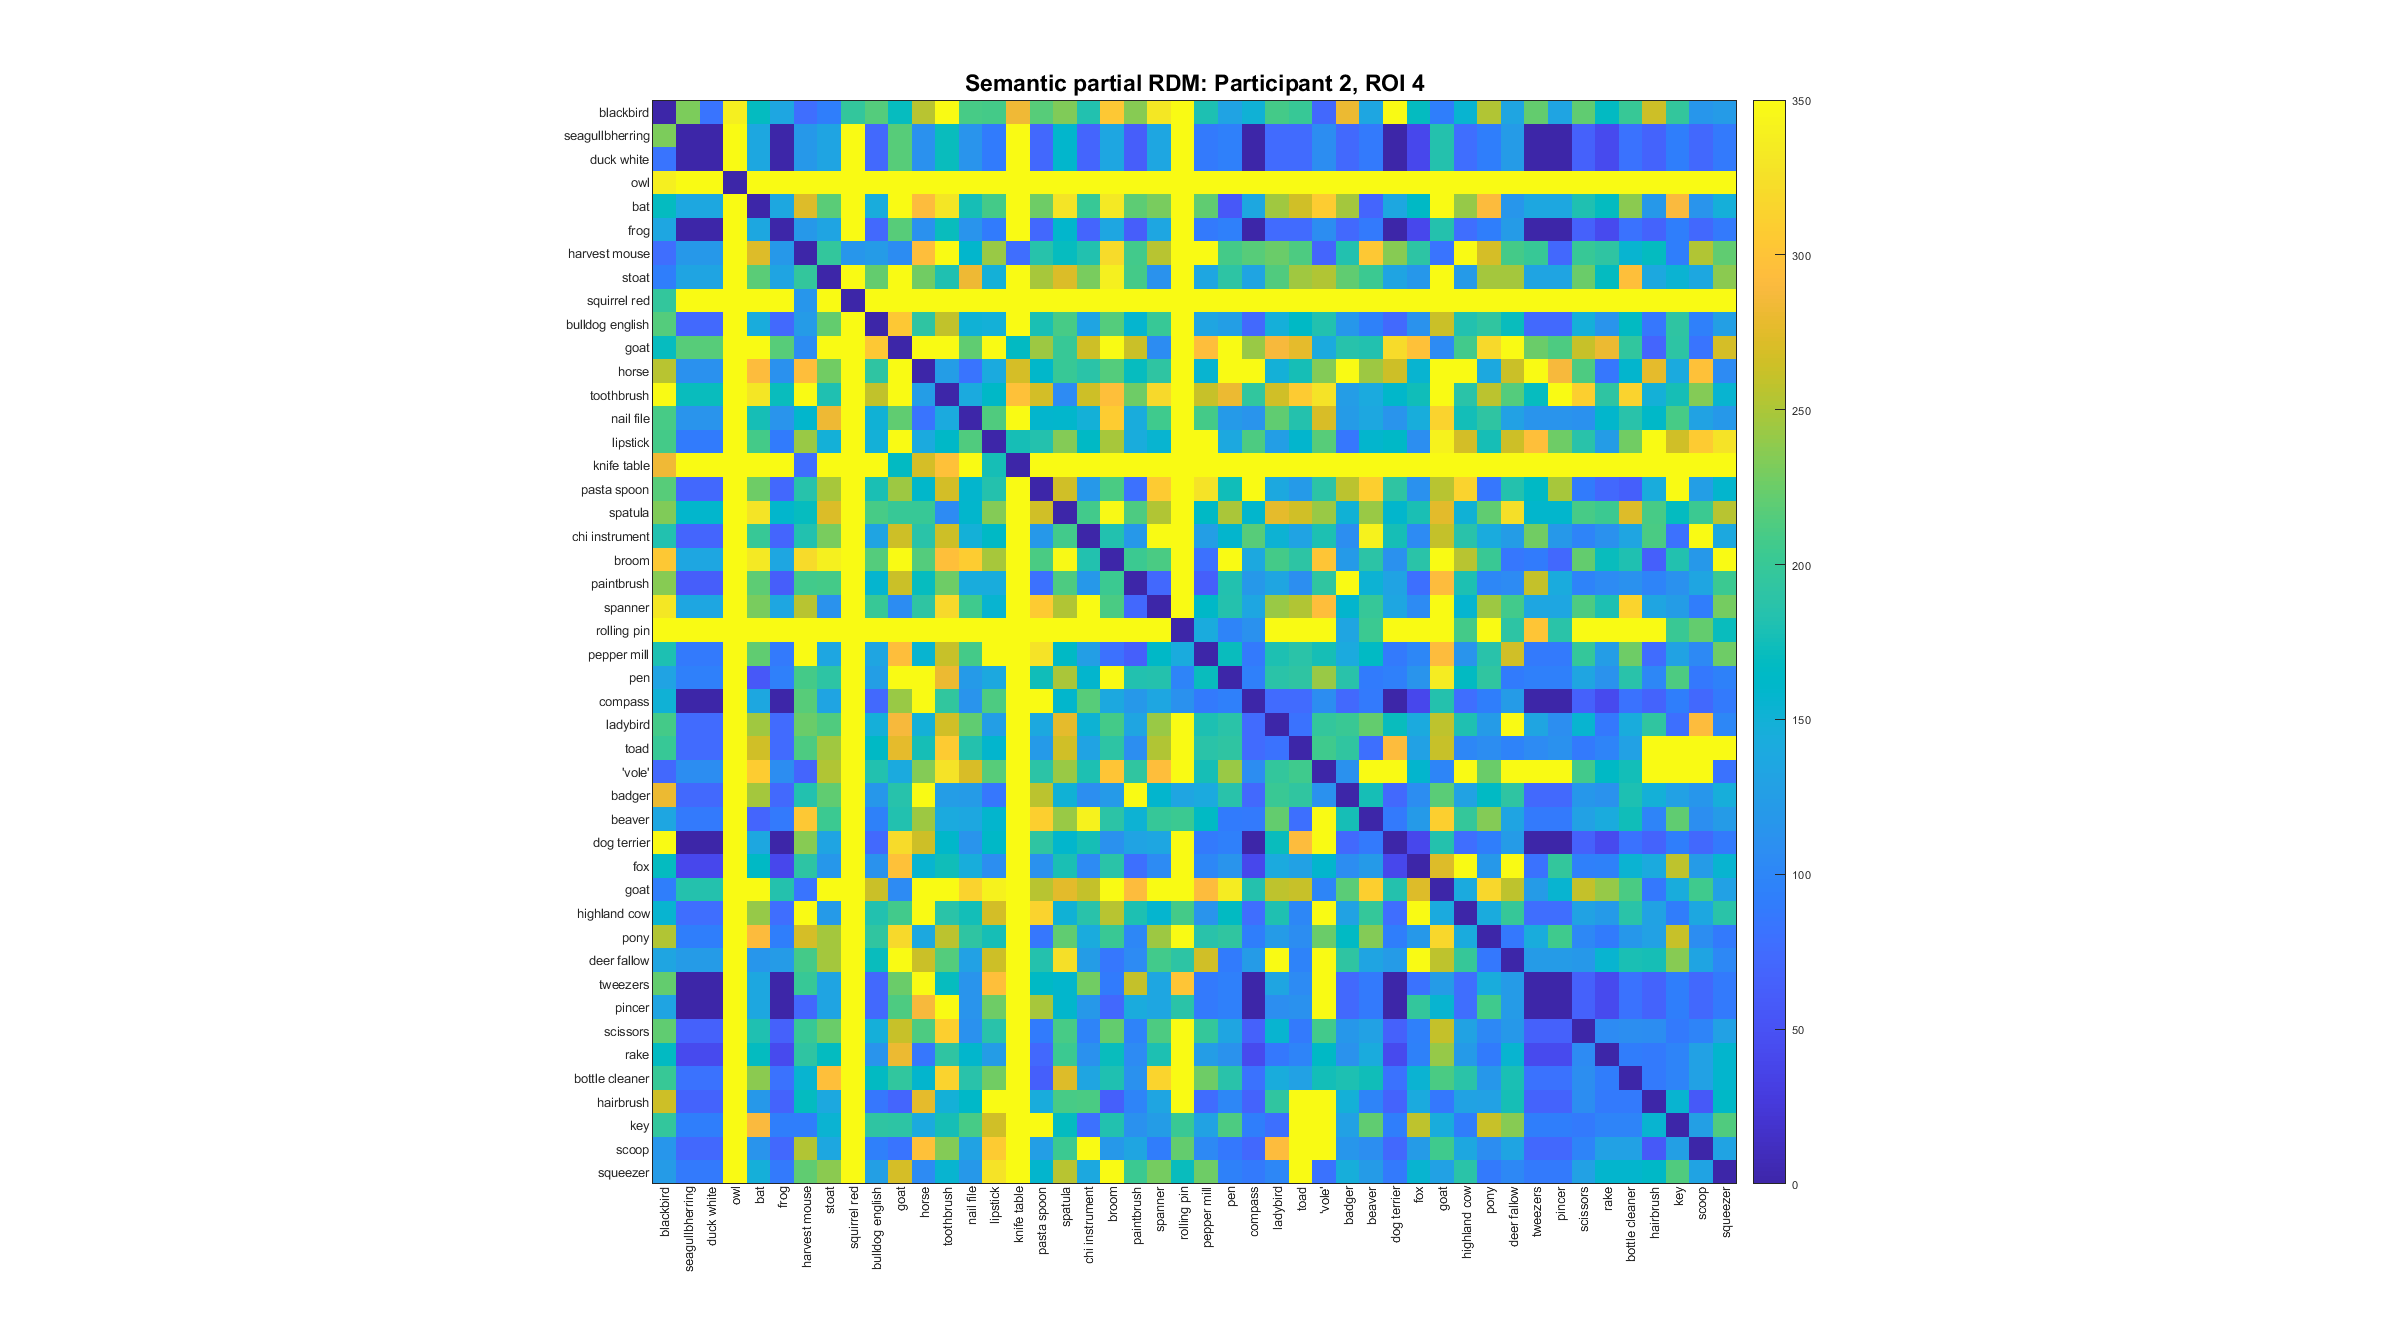 Semantic partial RDM: Participant 2, ROI 4
blackbird
seagullbherring
duck white
owl
bat
frog
harvest mouse
stoat
squirrel red
bulldog english
goat
horse
toothbrush
nail file
lipstick
knife table
pasta spoon
spatula
chi instrument
broom
paintbrush
spanner
rolling pin
pepper mill
pen
compass
ladybird
toad
'vole'
badger
beaver
dog terrier
fox
goat
highland cow
pony
deer fallow
tweezers
pincer
scissors
rake
bottle cleaner
hairbrush
key
scoop
squeezer
blackbird
seagullbherring
duck white
owl
bat
frog
harvest mouse
stoat
squirrel red
bulldog english
goat
horse
toothbrush
nail file
lipstick
knife table
pasta spoon
spatula
chi instrument
broom
paintbrush
spanner
rolling pin
pepper mill
pen
compass
ladybird
toad
'vole'
badger
beaver
dog terrier
fox
goat
highland cow
pony
deer fallow
tweezers
pincer
scissors
rake
bottle cleaner
hairbrush
key
scoop
squeezer
350
300
250
200
150
100
50
0